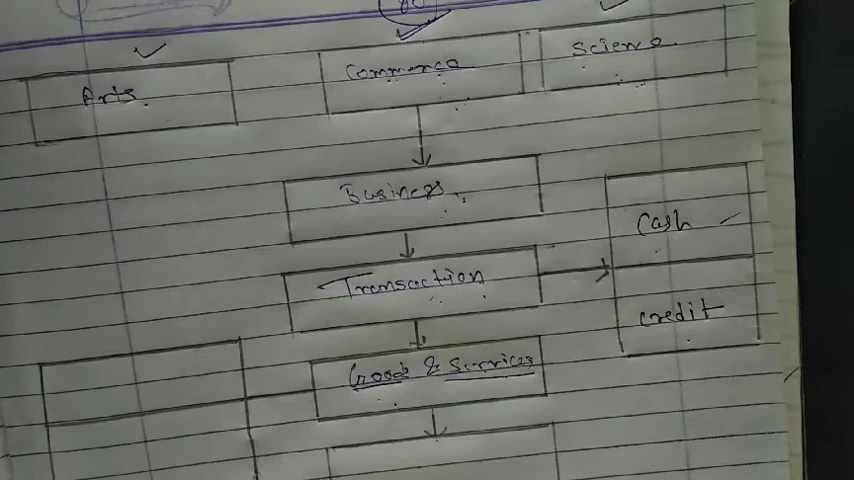 Arts.
Commerce
Science.
Business.
Transaction
Cash
credit
Goods & Services